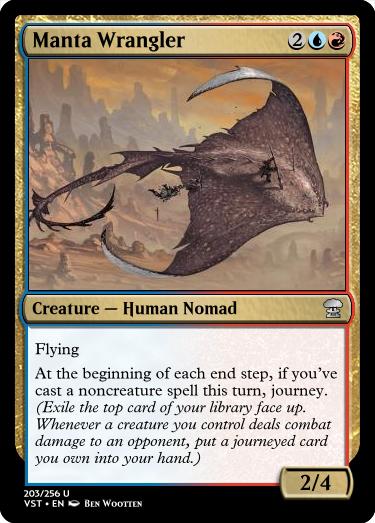 Manta Wrangler 2
Creature — Human Nomad
Flying
At the beginning of each end step, if you've
cast a noncreature spell this turn, journey.
(Exile the top card of your library face up.
Whenever a creature you control deals combat
damage to an opponent, put a journeyed card
you own into your hand.)
2/4
203/256 U
VST • EN Ben Wootten